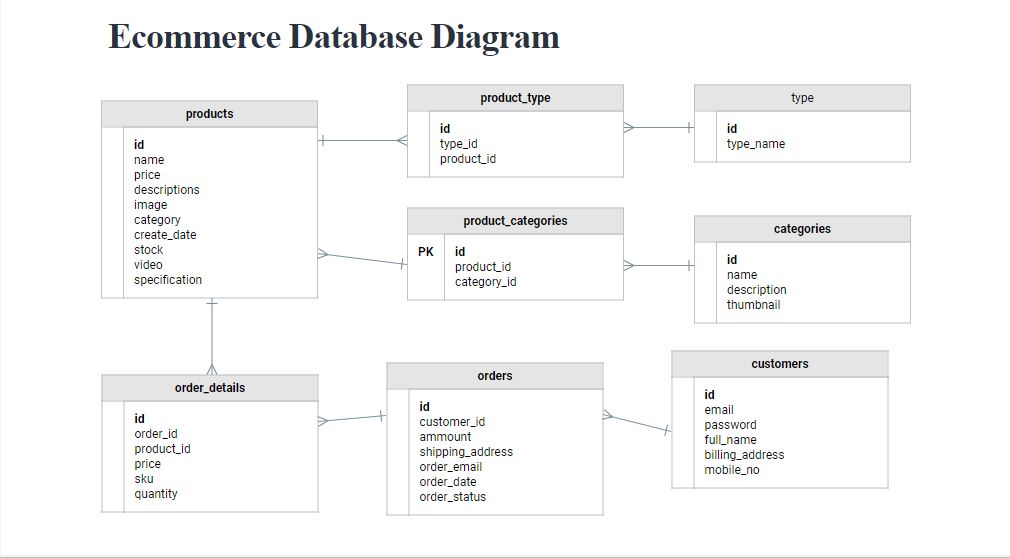 Ecommerce Database Diagram
products
id
name
price
descriptions
image
category
create_date
stock
video
specification
product_type
id
type_id
product_id
type
id
type_name
product_categories
PK id
product_id
category_id
categories
id
name
description
thumbnail
order_details
id
order_id
product_id
price
sku
quantity
orders
id
customer_id
ammount
shipping_address
order_email
order_date
order_status
customers
id
email
password
full_name
billing_address
mobile_no